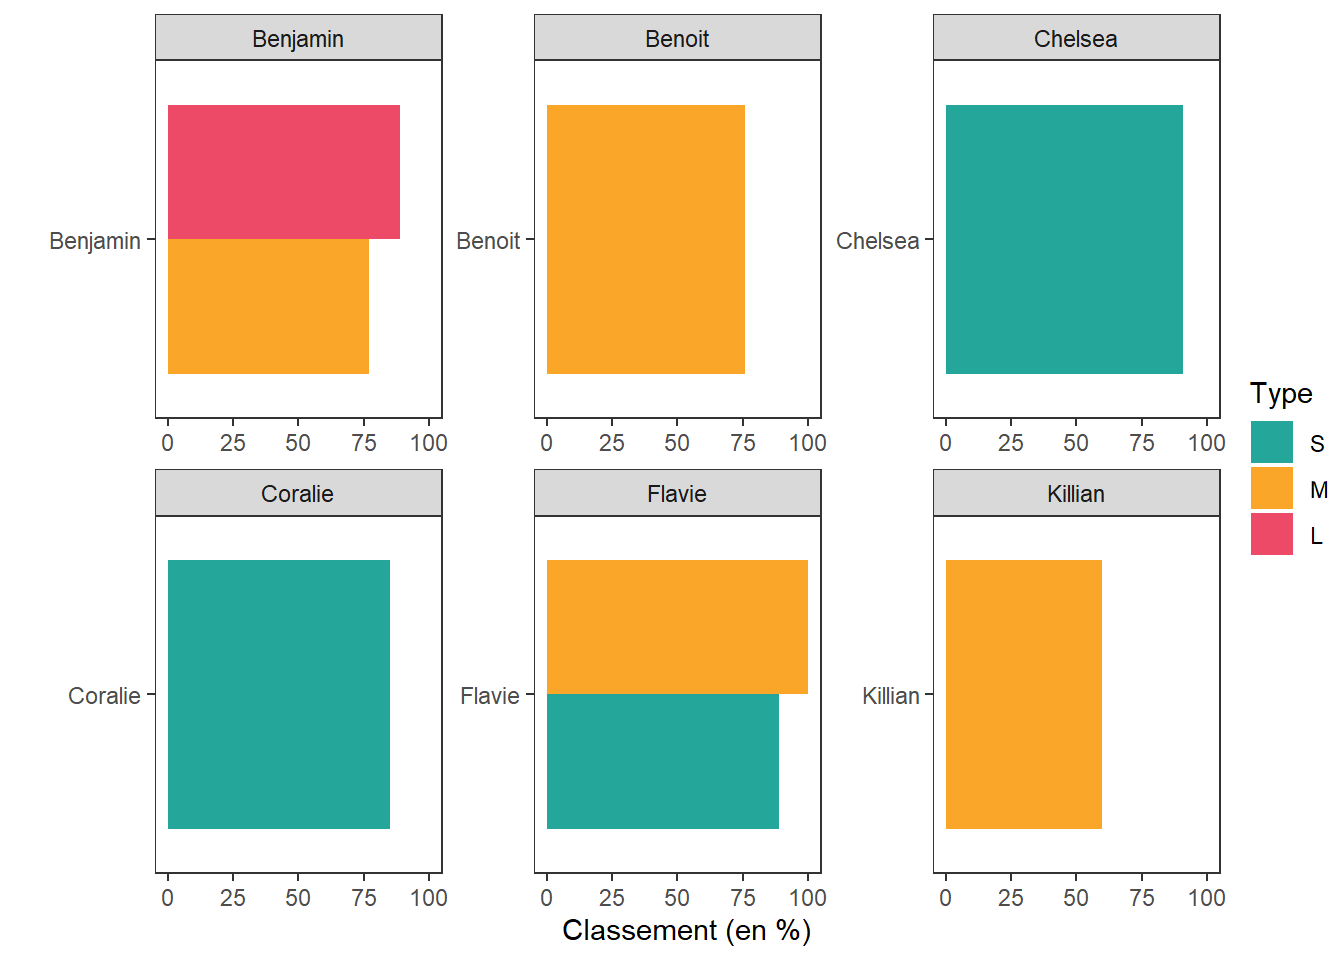 Benjamin Benoit Chelsea
Benjamin Benoit Chelsea
0 25 50 75 100 0 25 50 75 100 0 25 50 75 100
Coralie Flavie Killian
Coralie Flavie Killian
0 25 50 75 100 0 25 50 75 100 0 25 50 75 100
Classement (en %)
Type
S
M
L